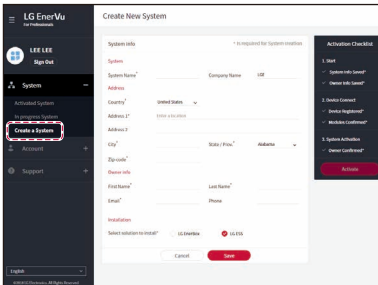 LG EnerVu
For Professionals
LEE LEE
Sign Out
System
Activated System
In progress System
Create a System
Account
Support
English
Create New System
System Info
* is required for System creation
System
System Name*
Company Name
LEE
Address
Country*
United States
Address 1*
Enter a location
Address 2
City*
State / Prov.*
Alabama
Zip code*
Owner Info
First Name*
Last Name*
Email*
Phone
Installation
Select solution to install*
LG EnerBox
LG ESS
Cancel
Save
Activation Checklist
1. Start
System Info Saved*
Owner Info Saved*
2. Device Connect
Device Registered*
Modules Confirmed*
3. System Activation
Owner Confirmed*
Activate